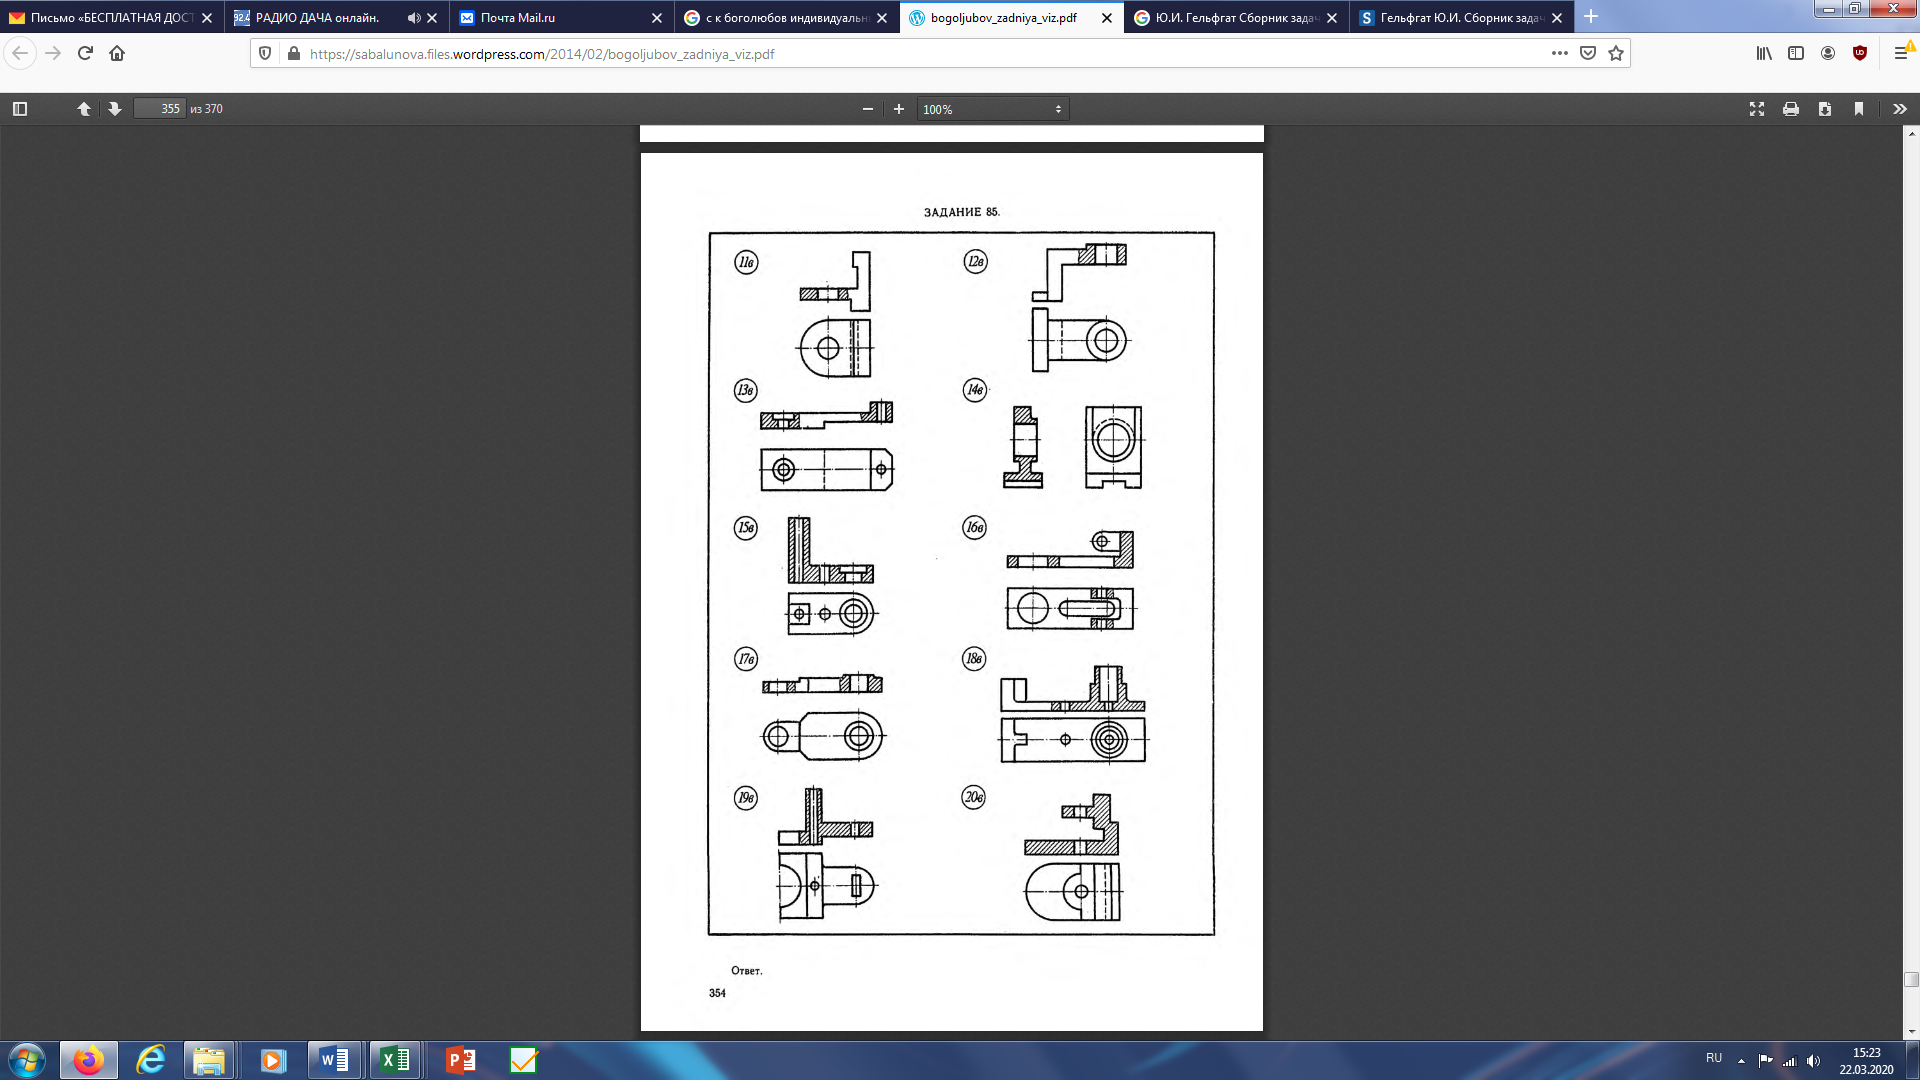 Письмо «БЕСПЛАТНАЯ ДОСТ
РАДИО ДАЧА онлайн.
Почта Mail.ru
с к боголюбов индивидуальн
bogoljubov_zadniya_viz.pdf
Ю.И. Гельфгат Сборник задач
Гельфгат Ю.И. Сборник задач
https://sabalunova.files.wordpress.com/2014/02/bogoljubov_zadniya_viz.pdf
355 из 370
100%
ЗАДАНИЕ 85.
11в
12в
13в
14в
15в
16в
17в
18в
19в
20в
Ответ.
354
RU
15:23
22.03.2020